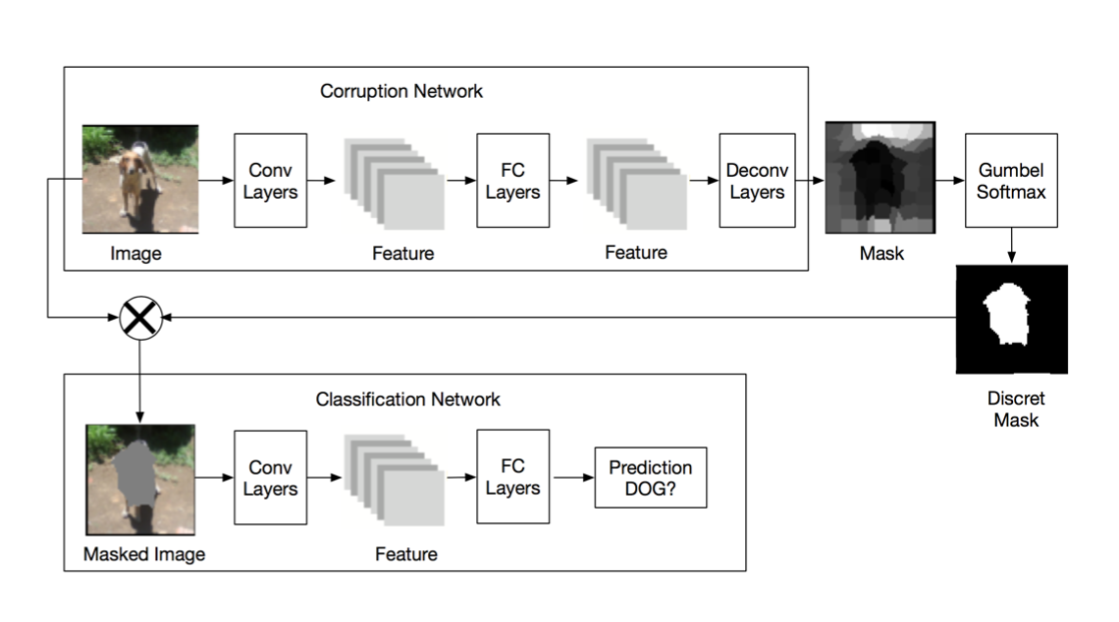 Corruption Network
Conv
Layers
FC
Layers
Deconv
Layers
Gumbel
Softmax
Image
Feature
Feature
Mask
Discret
Mask
Classification Network
Conv
Layers
FC
Layers
Prediction
DOG?
Masked Image
Feature